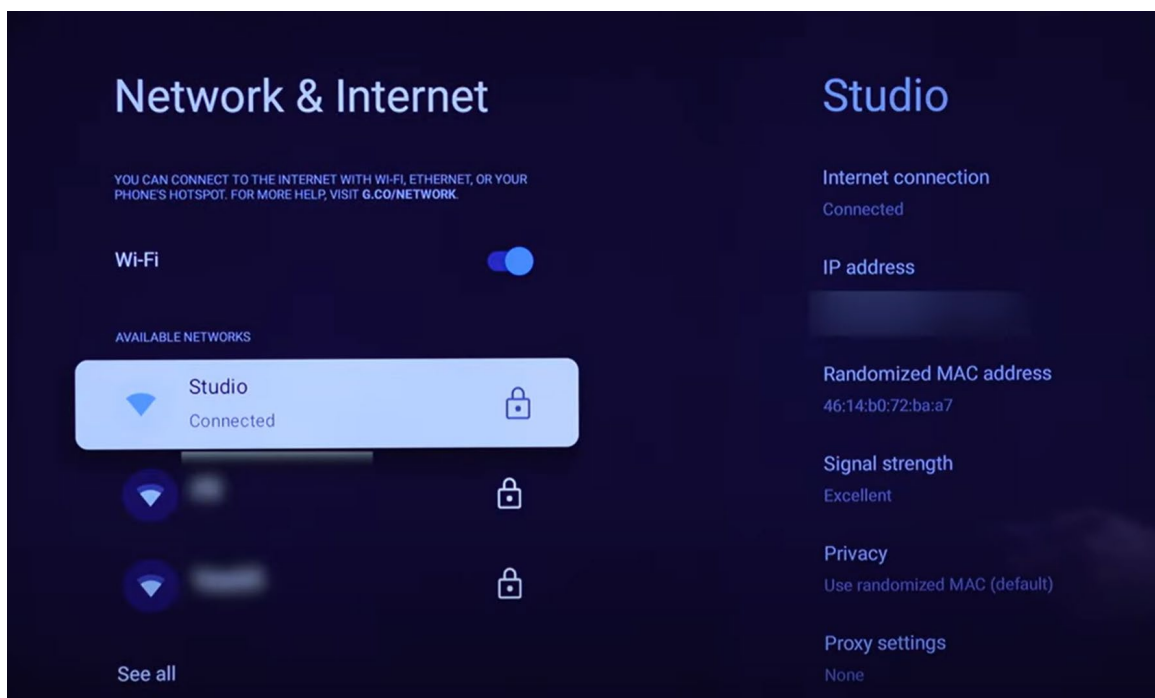 Network & Internet
YOU CAN CONNECT TO THE INTERNET WITH WI-FI, ETHERNET, OR YOUR
PHONE'S HOTSPOT. FOR MORE HELP, VISIT G.CO/NETWORK.
Wi-Fi
AVAILABLE NETWORKS
Studio
Connected
See all
Studio
Internet connection
Connected
IP address
Randomized MAC address
46:14:b0:72:ba:a7
Signal strength
Excellent
Privacy
Use randomized MAC (default)
Proxy settings
None